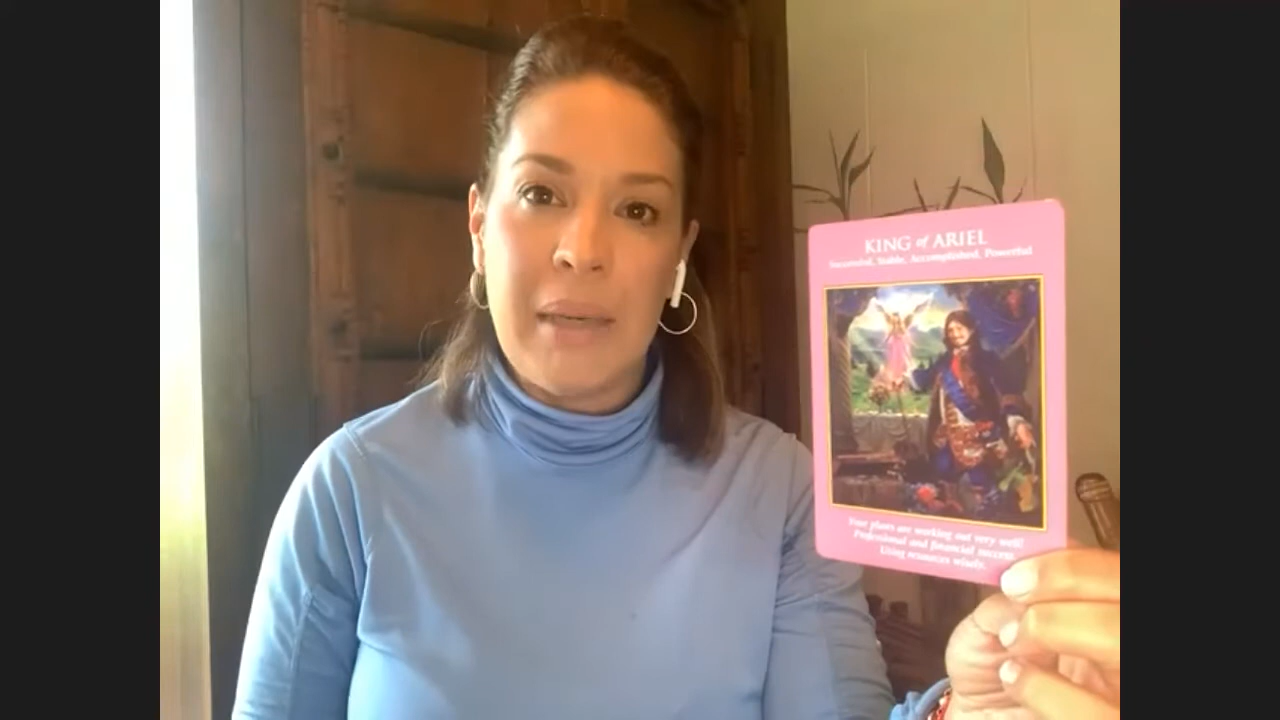 KING of ARIEL
Successful, Stable, Accomplished, Powerful
Your plans are working out very well!
Professional and financial success.
Using resources wisely.